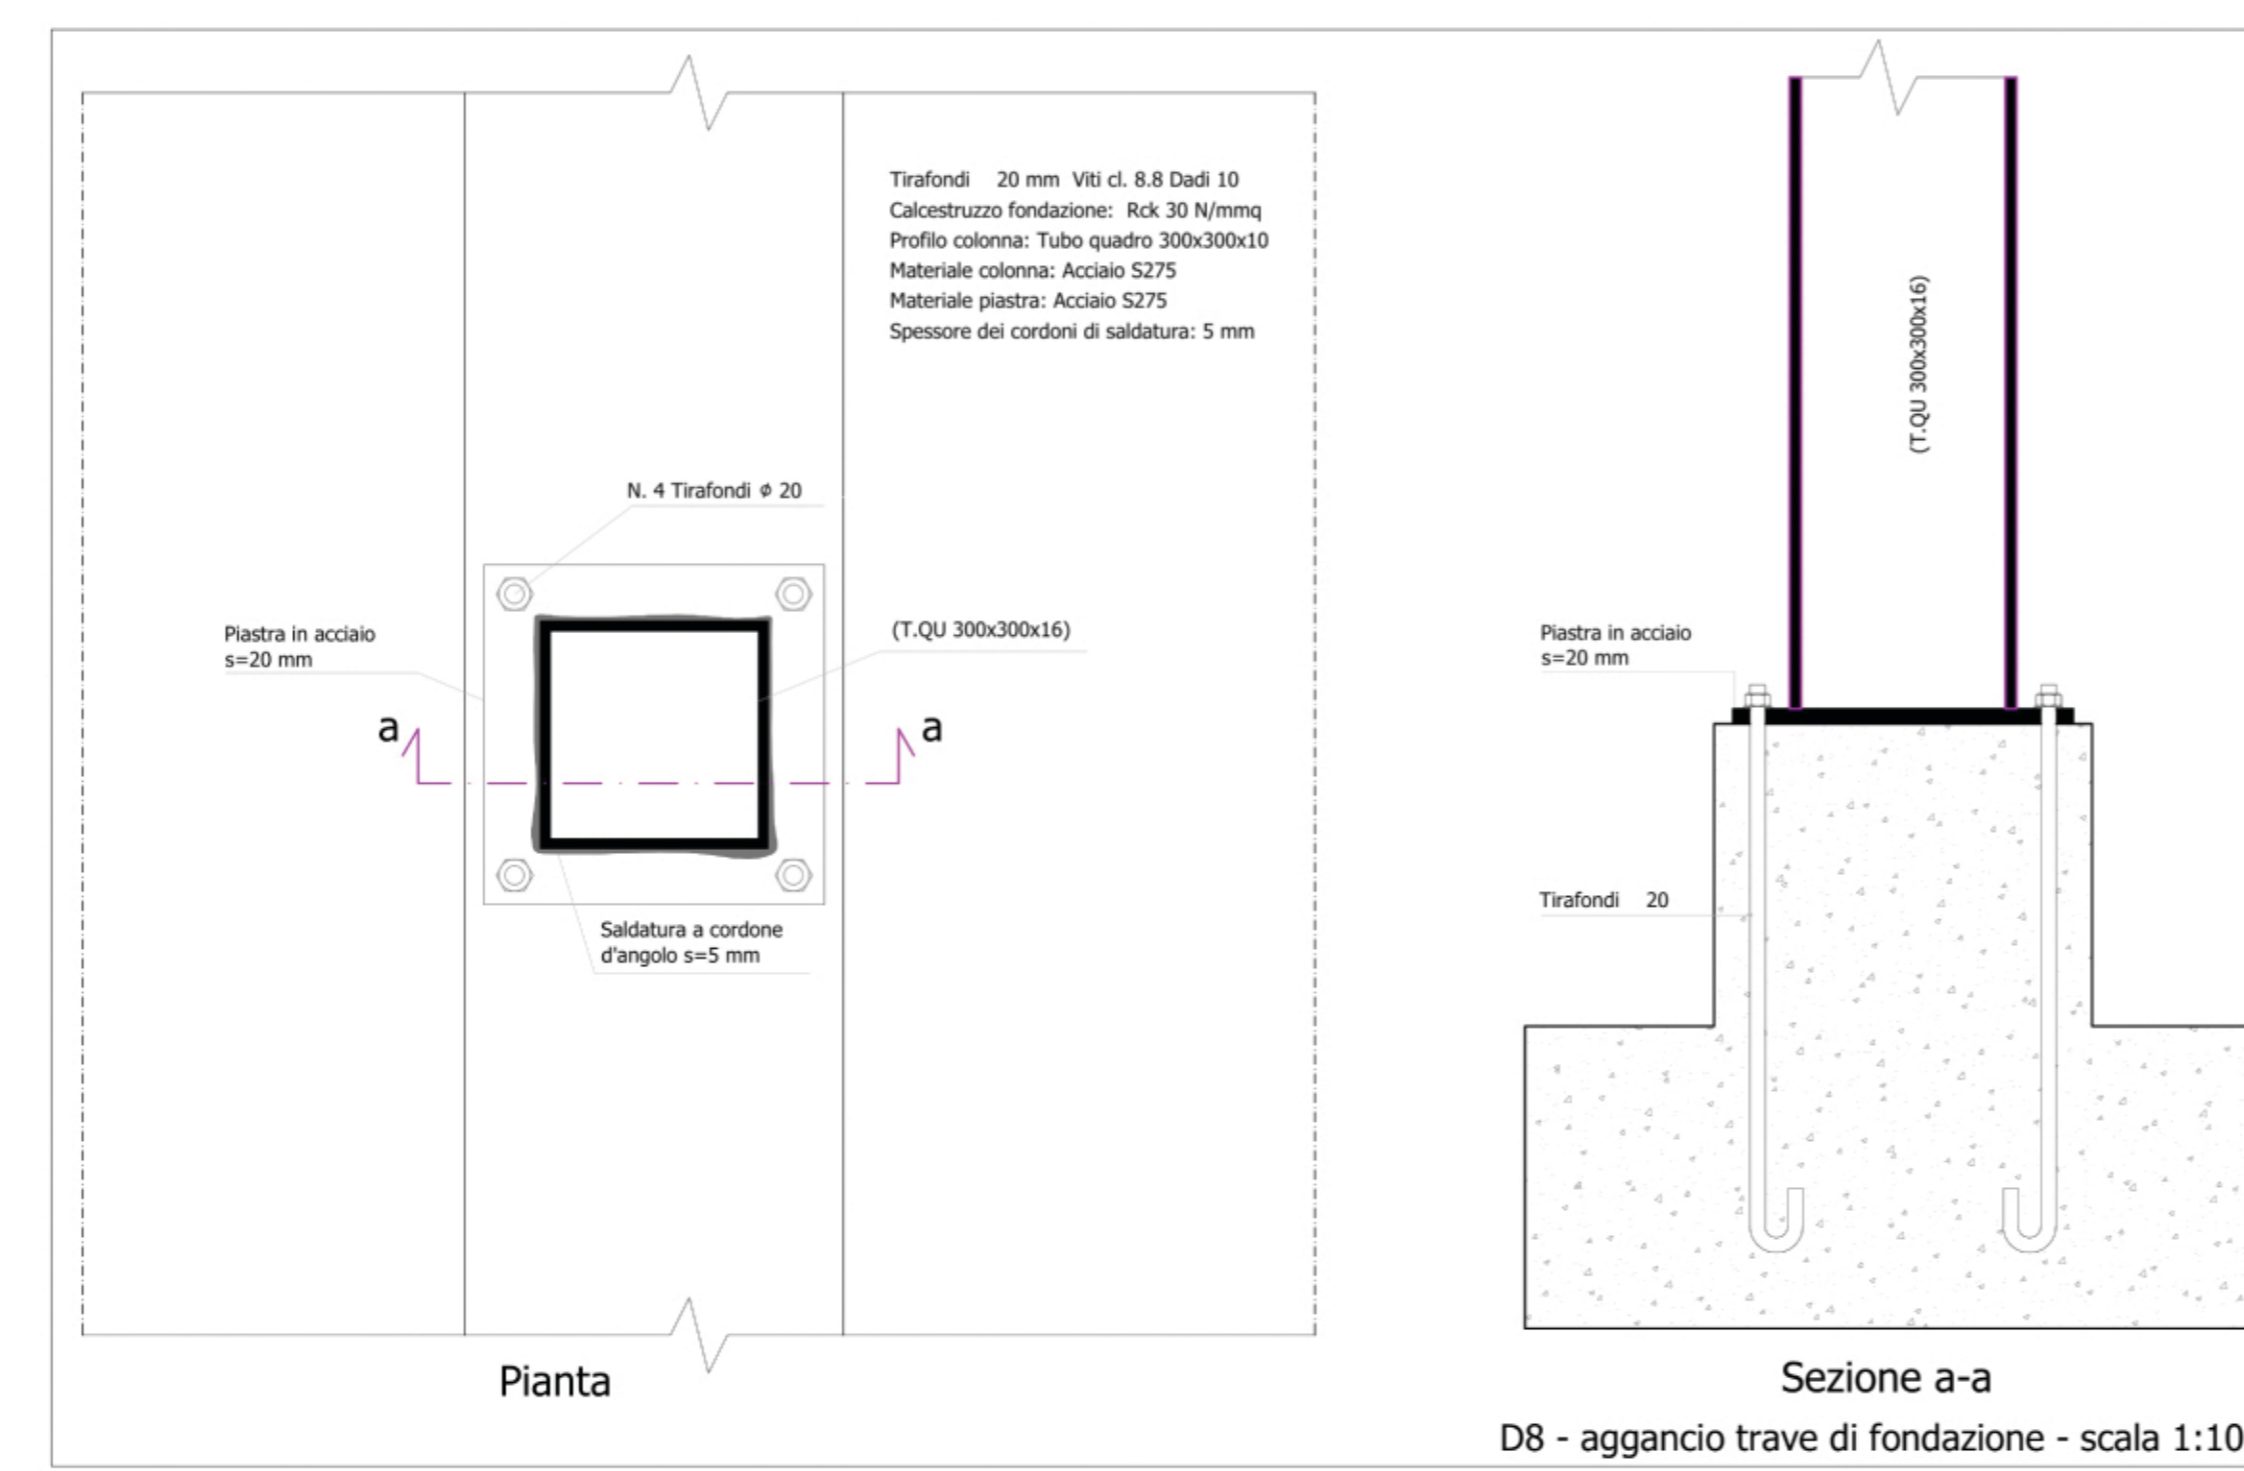 Tirafondi 20 mm Viti cl. 8.8 Dadi 10
Calcestruzzo fondazione: Rck 30 N/mmq
Profilo colonna: Tubo quadro 300x300x10
Materiale colonna: Acciaio S275
Materiale piastra: Acciaio S275
Spessore dei cordoni di saldatura: 5 mm
N. 4 Tirafondi ϕ 20
Piastra in acciaio
s=20 mm
(T.QU 300x300x16)
a
a
Saldatura a cordone
d'angolo s=5 mm
Pianta
(T.QU 300x300x16)
Piastra in acciaio
s=20 mm
Tirafondi 20
Sezione a-a
D8 - aggancio trave di fondazione - scala 1:10